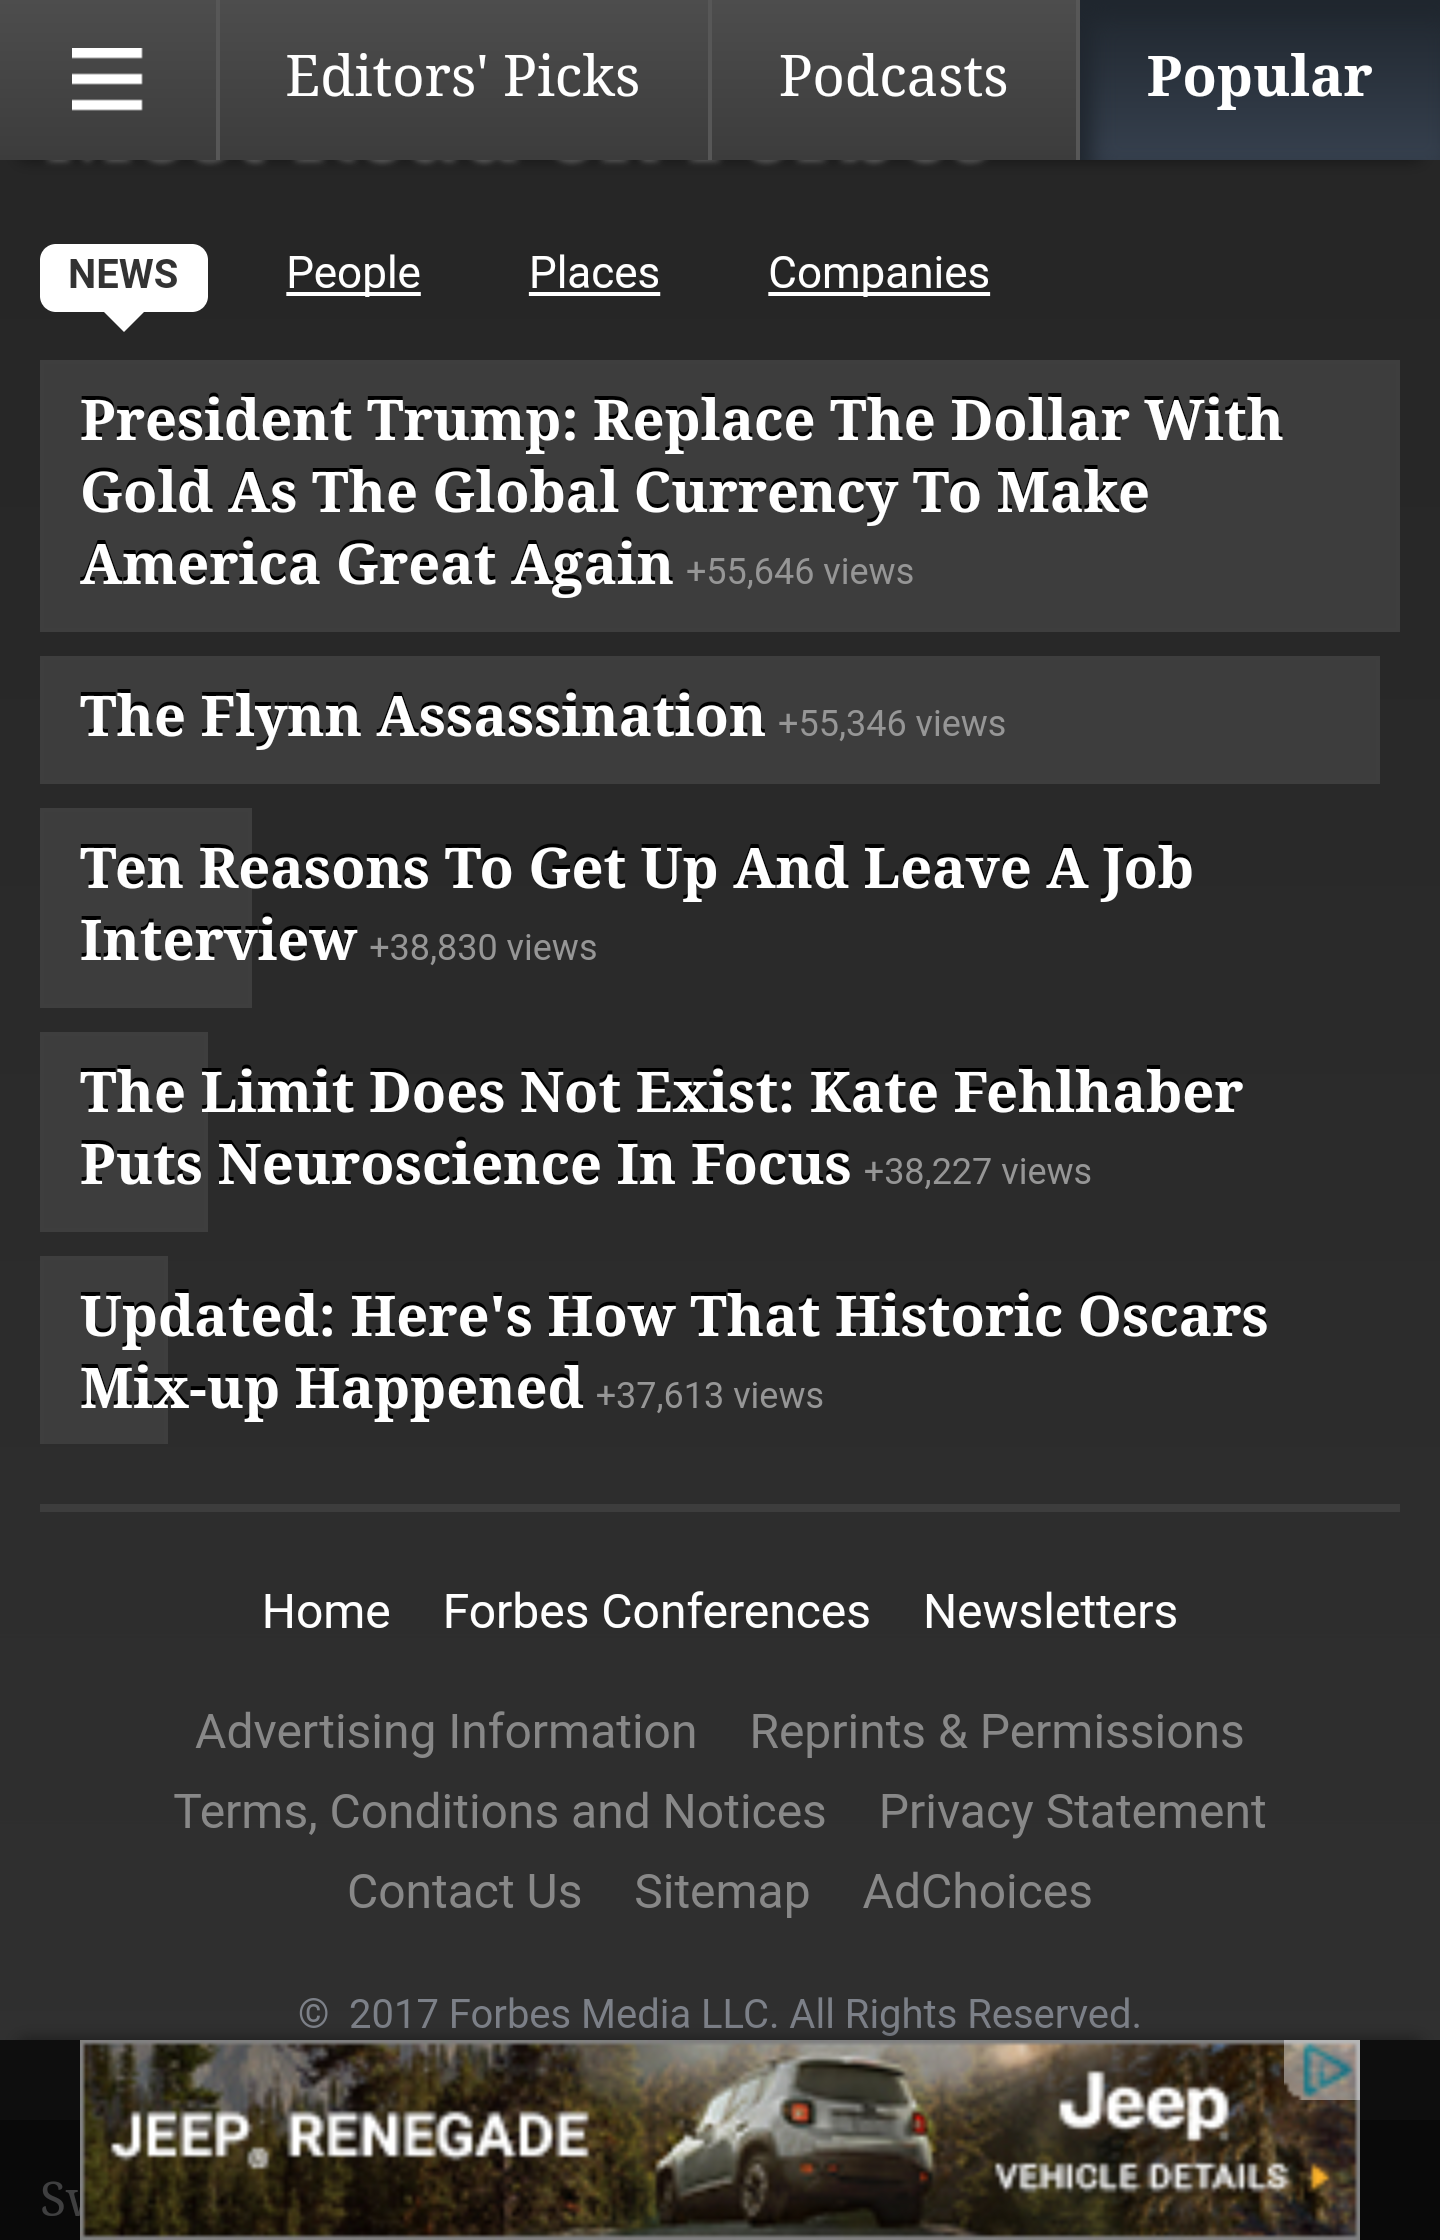 Editors' Picks Podcasts Popular
NEWS People Places Companies
President Trump: Replace The Dollar With
Gold As The Global Currency To Make
America Great Again +55,646 views
The Flynn Assassination +55,346 views
Ten Reasons To Get Up And Leave A Job
Interview +38,830 views
The Limit Does Not Exist: Kate Fehlhaber
Puts Neuroscience In Focus +38,227 views
Updated: Here's How That Historic Oscars
Mix-up Happened +37,613 views
Home Forbes Conferences Newsletters
Advertising Information Reprints & Permissions
Terms, Conditions and Notices Privacy Statement
Contact Us Sitemap AdChoices
© 2017 Forbes Media LLC. All Rights Reserved.
Jeep
JEEP® RENEGADE
VEHICLE DETAILS